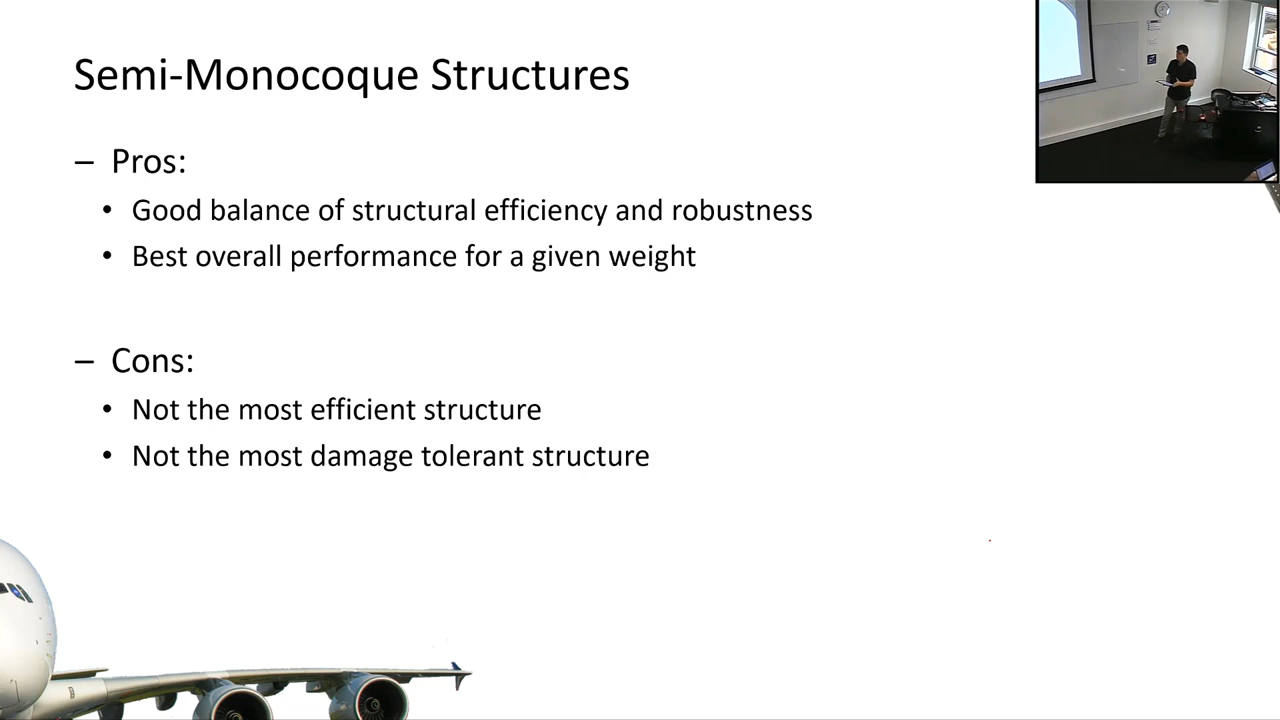 Semi-Monocoque Structures
– Pros:
• Good balance of structural efficiency and robustness
• Best overall performance for a given weight
– Cons:
• Not the most efficient structure
• Not the most damage tolerant structure